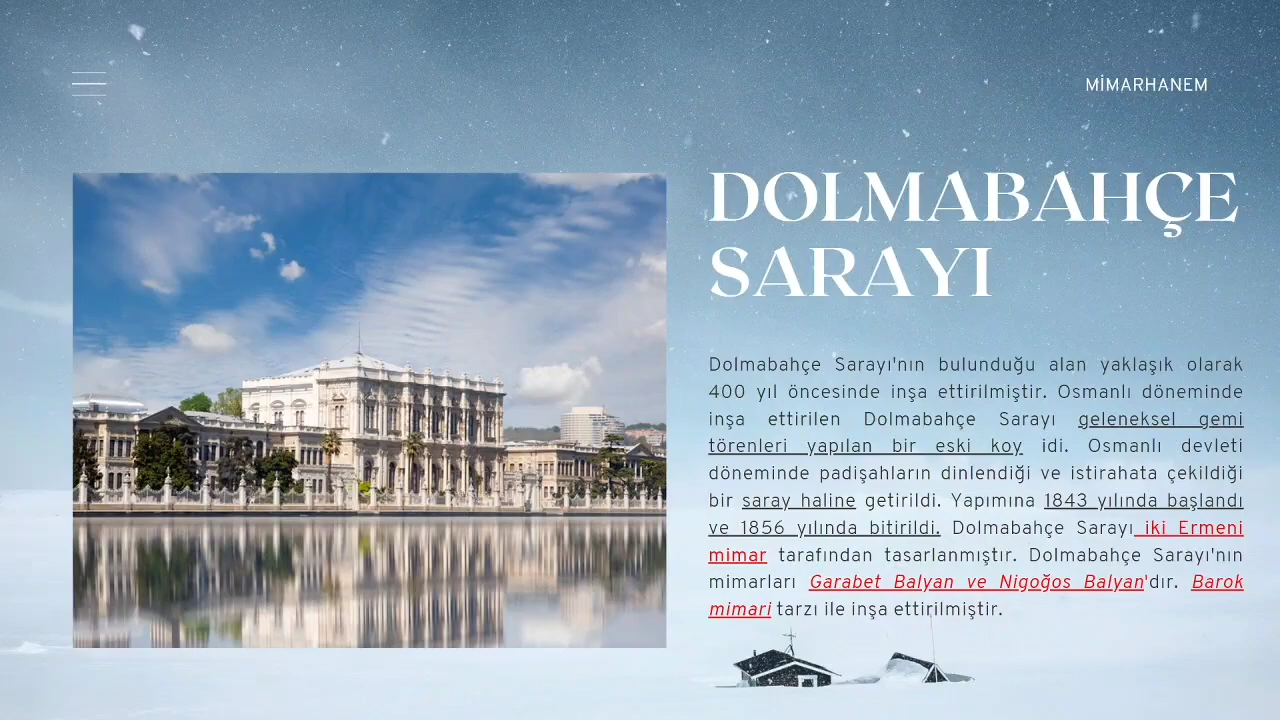 MİMARHANEM
DOLMABAHÇE
SARAYI
Dolmabahçe Sarayı'nın bulunduğu alan yaklaşık olarak
400 yıl öncesinde inşa ettirilmiştir. Osmanlı döneminde
inşa ettirilen Dolmabahçe Sarayı geleneksel gemi
törenleri yapılan bir eski koy idi. Osmanlı devleti
döneminde padişahların dinlendiği ve istirahata çekildiği
bir saray haline getirildi. Yapımına 1843 yılında başlandı
ve 1856 yılında bitirildi. Dolmabahçe Sarayı iki Ermeni
mimar tarafından tasarlanmıştır. Dolmabahçe Sarayı'nın
mimarları Garabet Balyan ve Nigoğos Balyan'dır. Barok
mimari tarzı ile inşa ettirilmiştir.